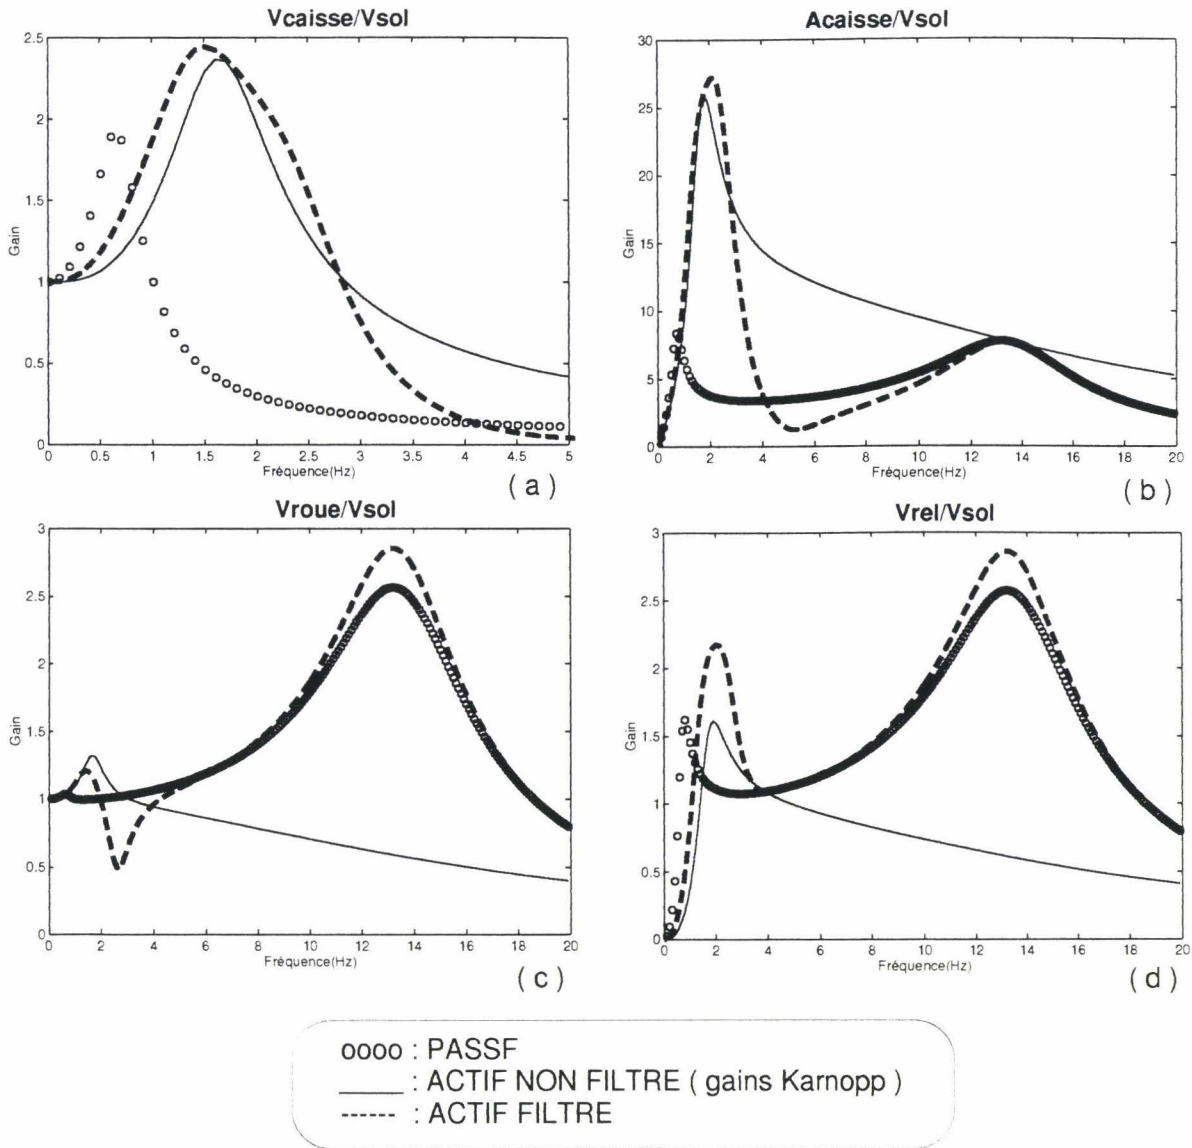 Vcaisse/Vsol
2.5
2
1.5
1
0.5
0
Gain
0 0.5 1 1.5 2 2.5 3 3.5 4 4.5 5
Fréquence(Hz)
( a )
Acaisse/Vsol
30
25
20
15
10
5
0
Gain
0 2 4 6 8 10 12 14 16 18 20
Fréquence(Hz)
( b )
Vroue/Vsol
3
2.5
2
1.5
1
0.5
0
Gain
0 2 4 6 8 10 12 14 16 18 20
Fréquence(Hz)
( c )
Vrel/Vsol
3
2.5
2
1.5
1
0.5
0
Gain
0 2 4 6 8 10 12 14 16 18 20
Fréquence(Hz)
( d )
oooo : PASSF
_____ : ACTIF NON FILTRE ( gains Karnopp )
----- : ACTIF FILTRE